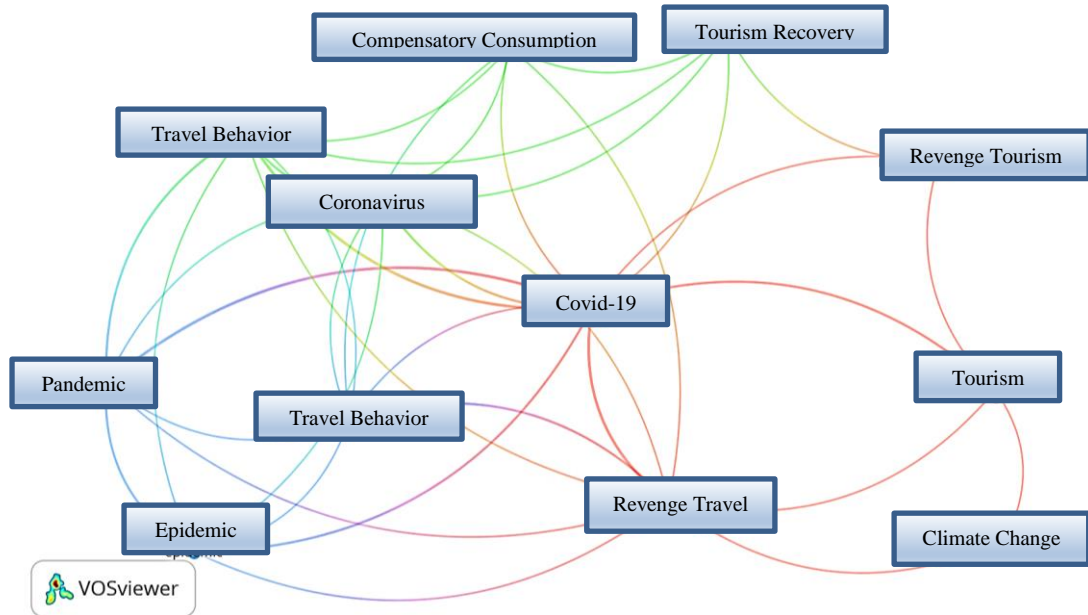 Compensatory Consumption
Tourism Recovery
Travel Behavior
Revenge Tourism
Coronavirus
Covid-19
Pandemic
Tourism
Travel Behavior
Revenge Travel
Epidemic
Climate Change
epidemic
VOSviewer